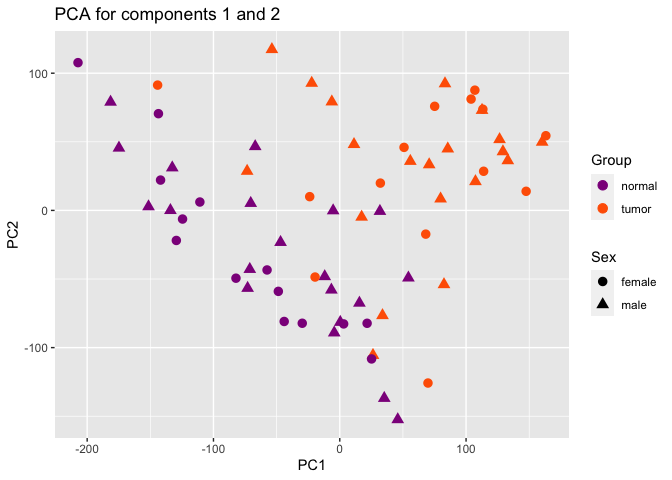 PCA for components 1 and 2
100
0
-100
PC2
-200
-100
0
100
PC1
Group
normal
tumor
Sex
female
male